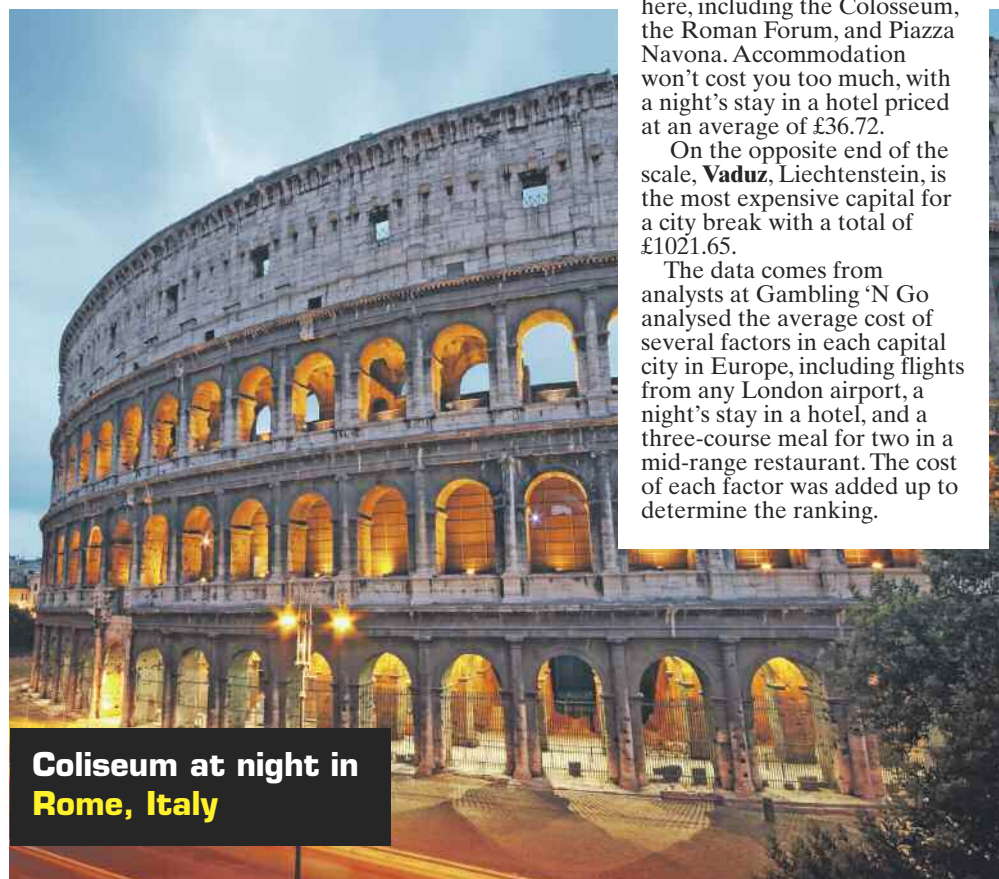 here, including the Colosseum,
the Roman Forum, and Piazza
Navona. Accommodation
won’t cost you too much, with
a night’s stay in a hotel priced
at an average of £36.72.
On the opposite end of the
scale, Vaduz, Liechtenstein, is
the most expensive capital for
a city break with a total of
£1021.65.
The data comes from
analysts at Gambling ‘N Go
analysed the average cost of
several factors in each capital
city in Europe, including flights
from any London airport, a
night’s stay in a hotel, and a
three-course meal for two in a
mid-range restaurant. The cost
of each factor was added up to
determine the ranking.
Coliseum at night in
Rome, Italy